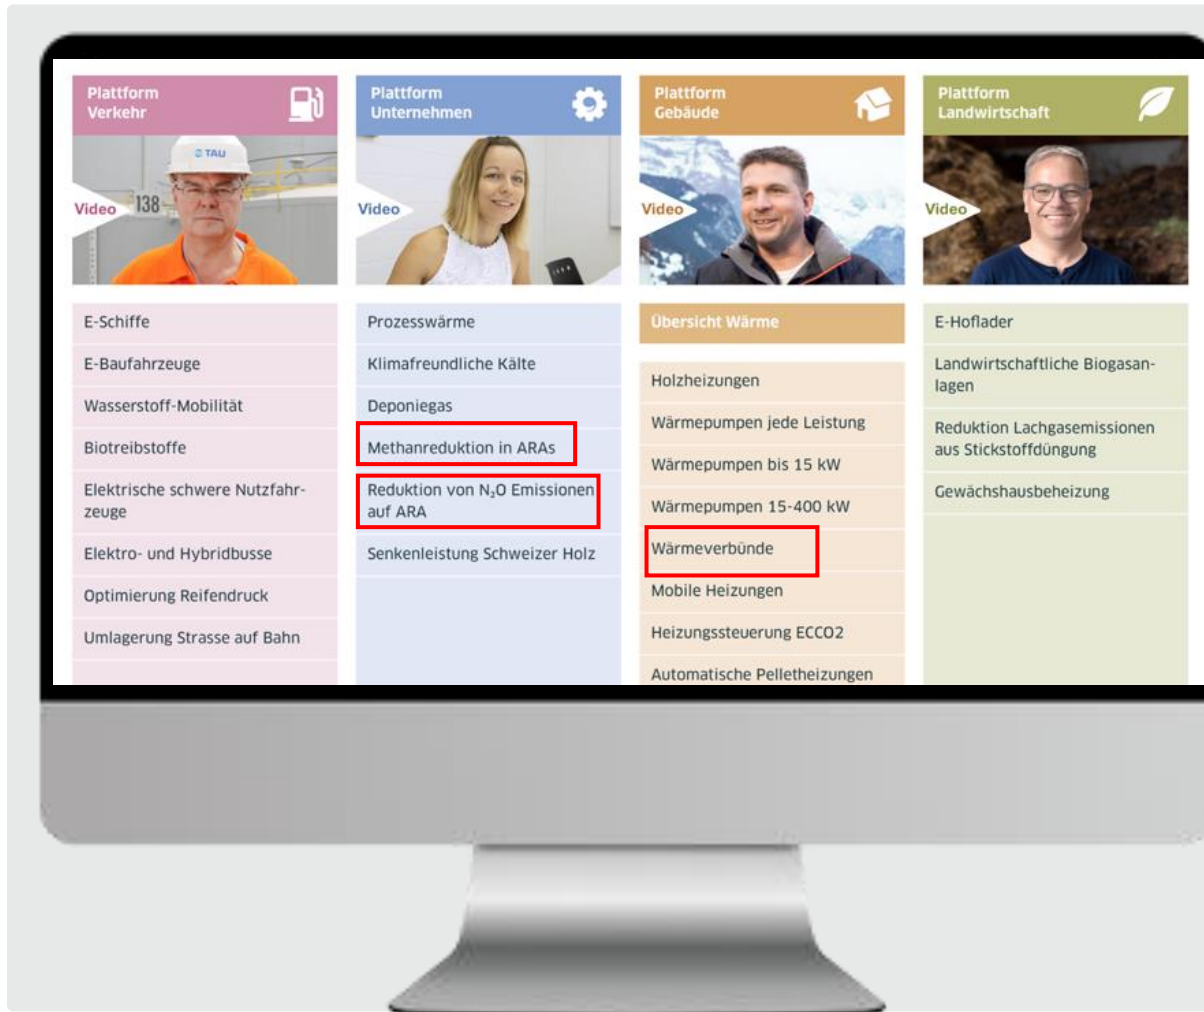 Plattform
Verkehr
TAU
138
Video
E-Schiffe
E-Baufahrzeuge
Wasserstoff-Mobilität
Biotreibstoffe
Elektrische schwere Nutzfahr-
zeuge
Elektro- und Hybridbusse
Optimierung Reifendruck
Umlagerung Strasse auf Bahn
Plattform
Unternehmen
Video
Prozesswärme
Klimafreundliche Kälte
Deponiegas
Methanreduktion in ARAs
Reduktion von N₂O Emissionen
auf ARA
Senkenleistung Schweizer Holz
Plattform
Gebäude
Video
Übersicht Wärme
Holzheizungen
Wärmepumpen jede Leistung
Wärmepumpen bis 15 kW
Wärmepumpen 15-400 kW
Wärmeverbünde
Mobile Heizungen
Heizungssteuerung ECCO2
Automatische Pelletheizungen
Plattform
Landwirtschaft
Video
E-Hoflader
Landwirtschaftliche Biogasan-
lagen
Reduktion Lachgasemissionen
aus Stickstoffdüngung
Gewächshausbeheizung